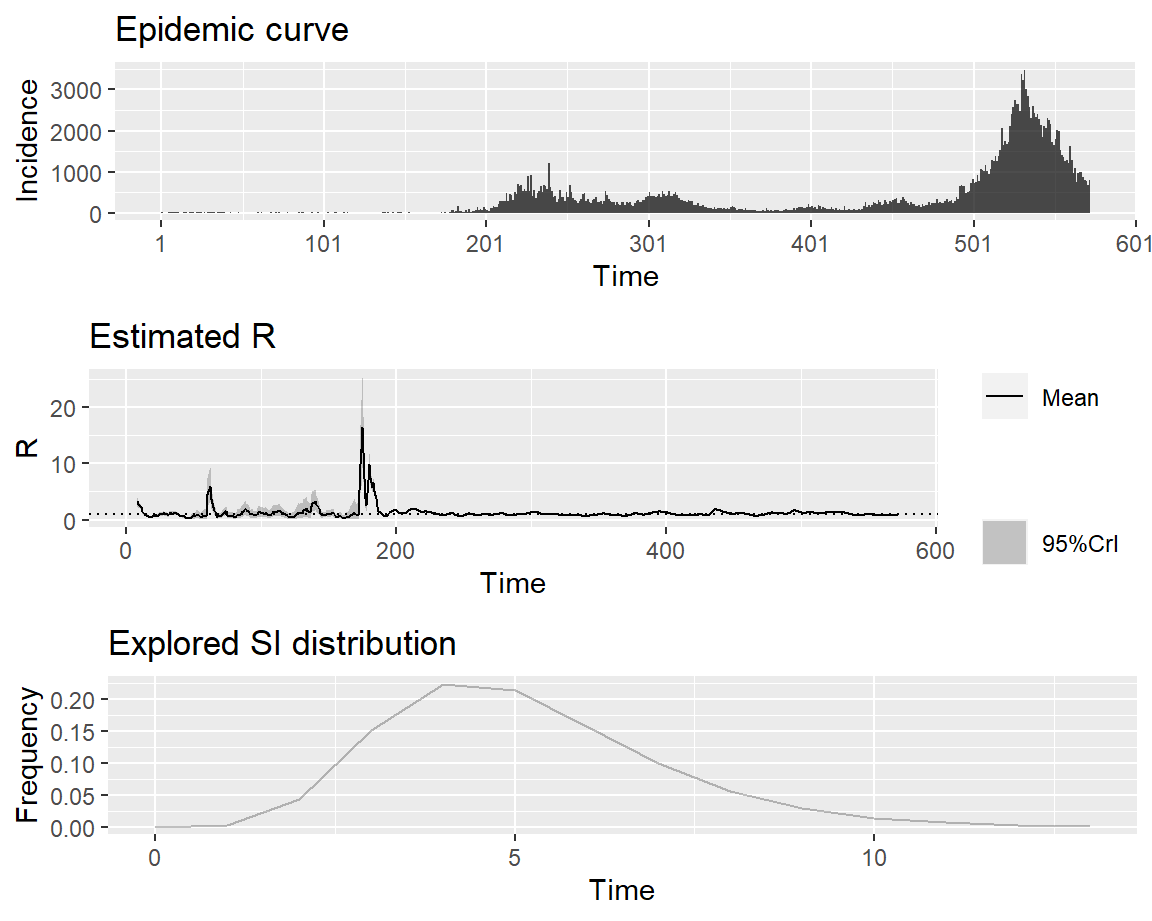 Epidemic curve
Incidence
3000
2000
1000
0
1 101 201 301 401 501 601
Time
Estimated R
R
20
10
0
0 200 400 600
Time
Mean
95%CrI
Explored SI distribution
Frequency
0.20
0.15
0.10
0.05
0.00
0 5 10
Time